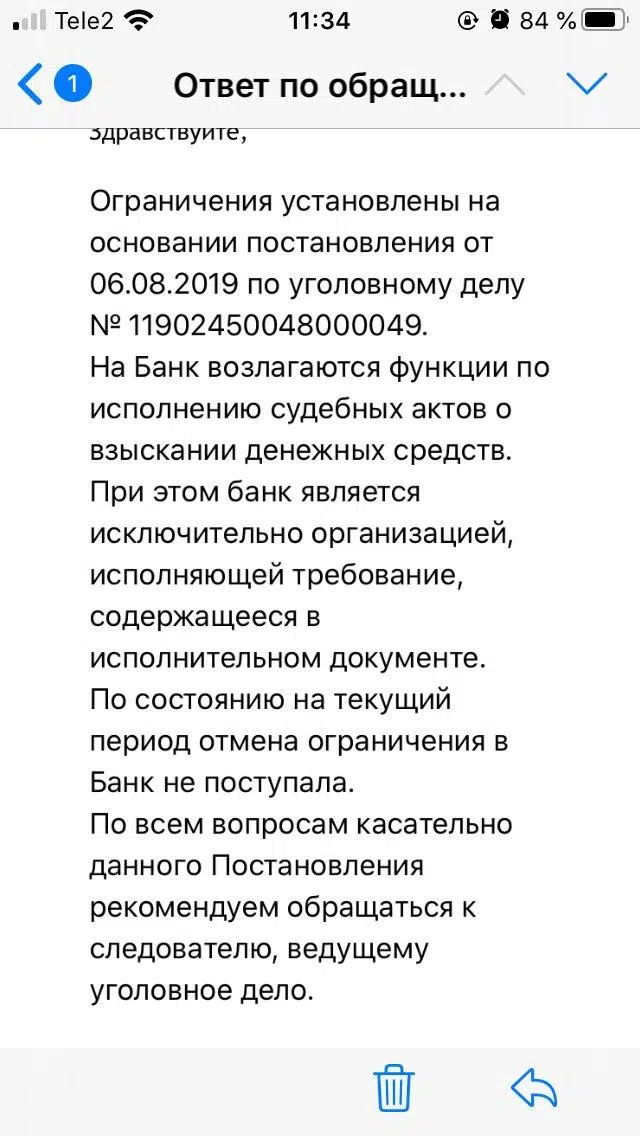 Tele2 11:34 84 %
1 Ответ по обращ...
Здравствуйте,
Ограничения установлены на
основании постановления от
06.08.2019 по уголовному делу
№ 11902450048000049.
На Банк возлагаются функции по
исполнению судебных актов о
взыскании денежных средств.
При этом банк является
исключительно организацией,
исполняющей требование,
содержащееся в
исполнительном документе.
По состоянию на текущий
период отмена ограничения в
Банк не поступала.
По всем вопросам касательно
данного Постановления
рекомендуем обращаться к
следователю, ведущему
уголовное дело.